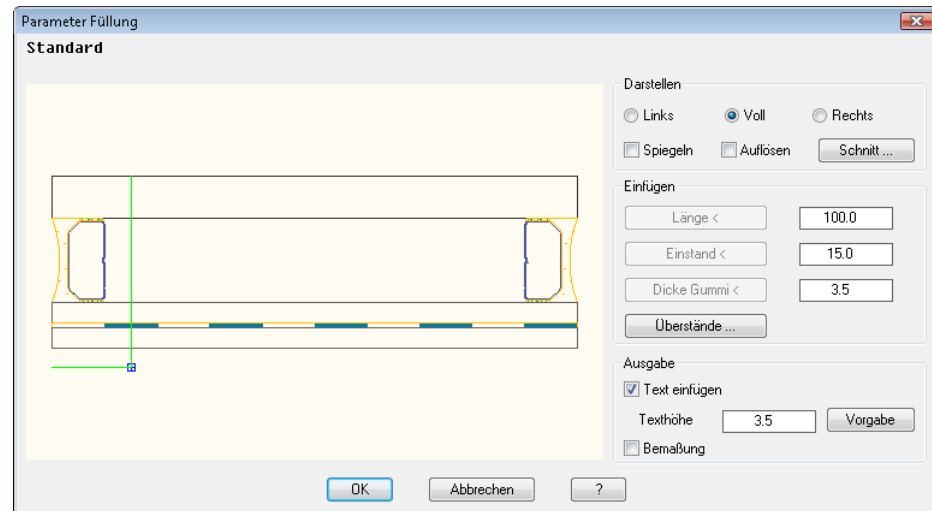 Parameter Füllung
Standard
Darstellen
Links Voll Rechts
Spiegeln Auflösen Schnitt ...
Einfügen
Länge < 100.0
Einstand < 15.0
Dicke Gummi < 3.5
Überstände ...
Ausgabe
Text einfügen
Texthöhe 3.5 Vorgabe
Bemaßung
OK Abbrechen ?